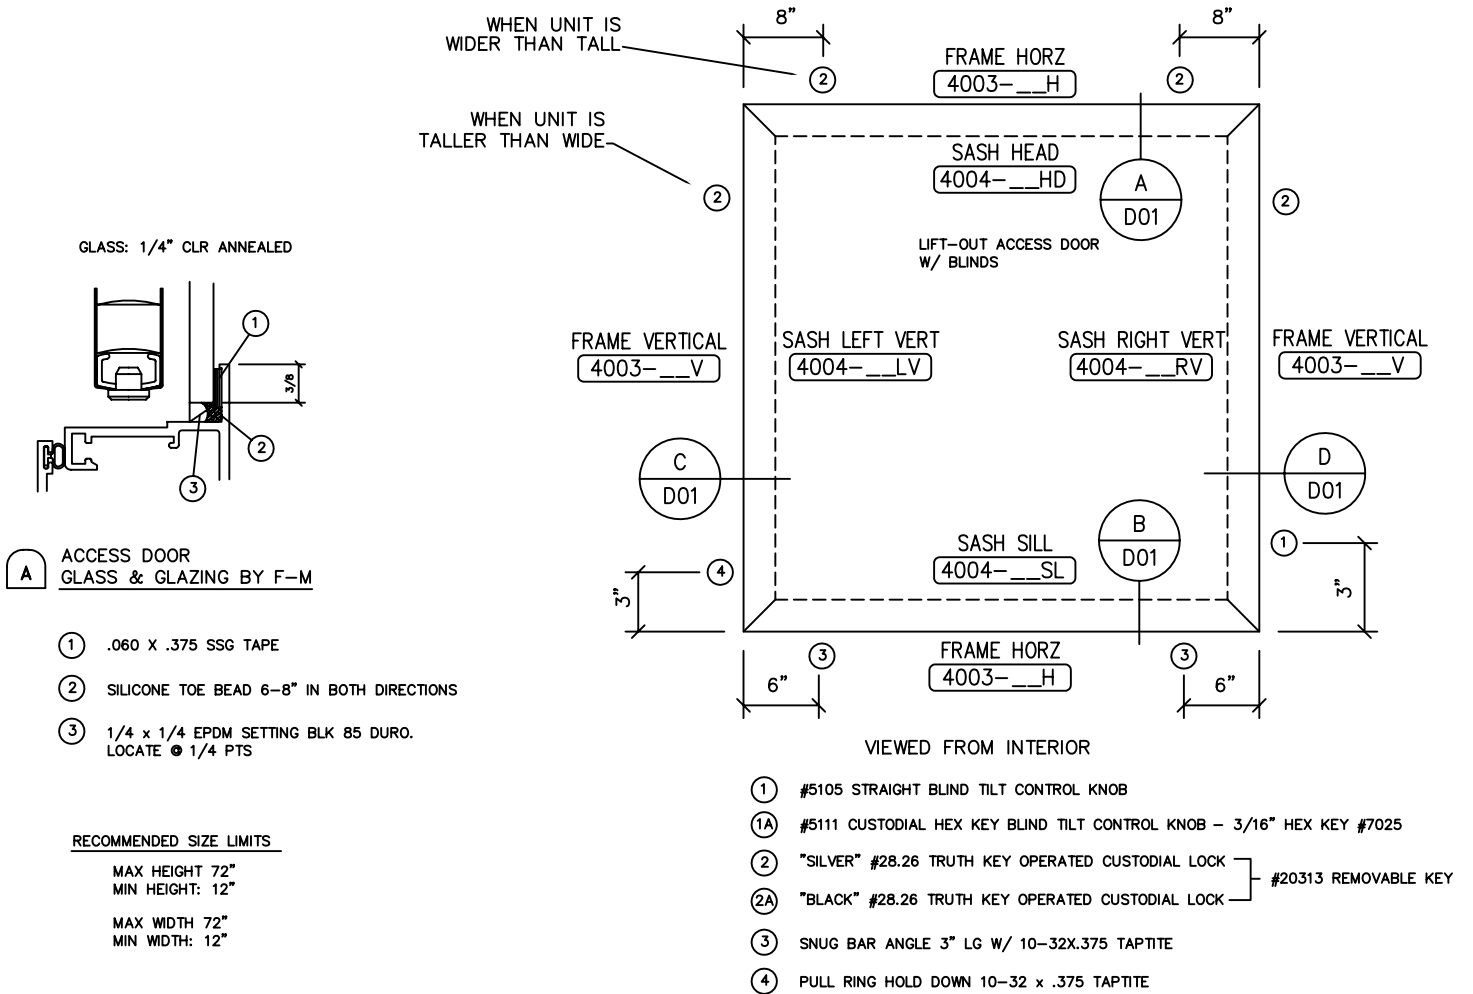 WHEN UNIT IS
WIDER THAN TALL
8"
8"
2
2
FRAME HORZ
4003-__H
WHEN UNIT IS
TALLER THAN WIDE
2
2
SASH HEAD
4004-__HD
A
D01
LIFT-OUT ACCESS DOOR
W/ BLINDS
GLASS: 1/4" CLR ANNEALED
1
3/8
2
3
FRAME VERTICAL
4003-__V
SASH LEFT VERT
4004-__LV
SASH RIGHT VERT
4004-__RV
FRAME VERTICAL
4003-__V
C
D01
D
D01
B
D01
SASH SILL
4004-__SL
1
3"
4
3"
3
3
FRAME HORZ
4003-__H
6"
6"
VIEWED FROM INTERIOR
A
ACCESS DOOR
GLASS & GLAZING BY F-M
1 .060 X .375 SSG TAPE
2 SILICONE TOE BEAD 6-8" IN BOTH DIRECTIONS
3 1/4 x 1/4 EPDM SETTING BLK 85 DURO.
LOCATE @ 1/4 PTS
RECOMMENDED SIZE LIMITS
MAX HEIGHT 72"
MIN HEIGHT: 12"
MAX WIDTH 72"
MIN WIDTH: 12"
1 #5105 STRAIGHT BLIND TILT CONTROL KNOB
1A #5111 CUSTODIAL HEX KEY BLIND TILT CONTROL KNOB - 3/16" HEX KEY #7025
2 "SILVER" #28.26 TRUTH KEY OPERATED CUSTODIAL LOCK
2A "BLACK" #28.26 TRUTH KEY OPERATED CUSTODIAL LOCK
#20313 REMOVABLE KEY
3 SNUG BAR ANGLE 3" LG W/ 10-32X.375 TAPTITE
4 PULL RING HOLD DOWN 10-32 x .375 TAPTITE